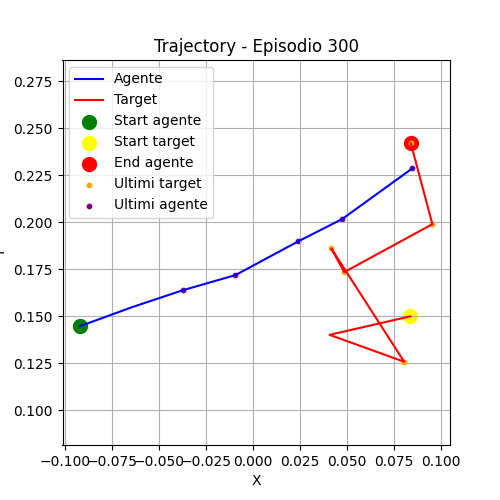 Trajectory - Episodio 300
0.275
0.250
0.225
0.200
0.175
0.150
0.125
0.100
Agente
Target
Start agente
Start target
End agente
Ultimi target
Ultimi agente
−0.100 −0.075 −0.050 −0.025 0.000 0.025 0.050 0.075 0.100
X